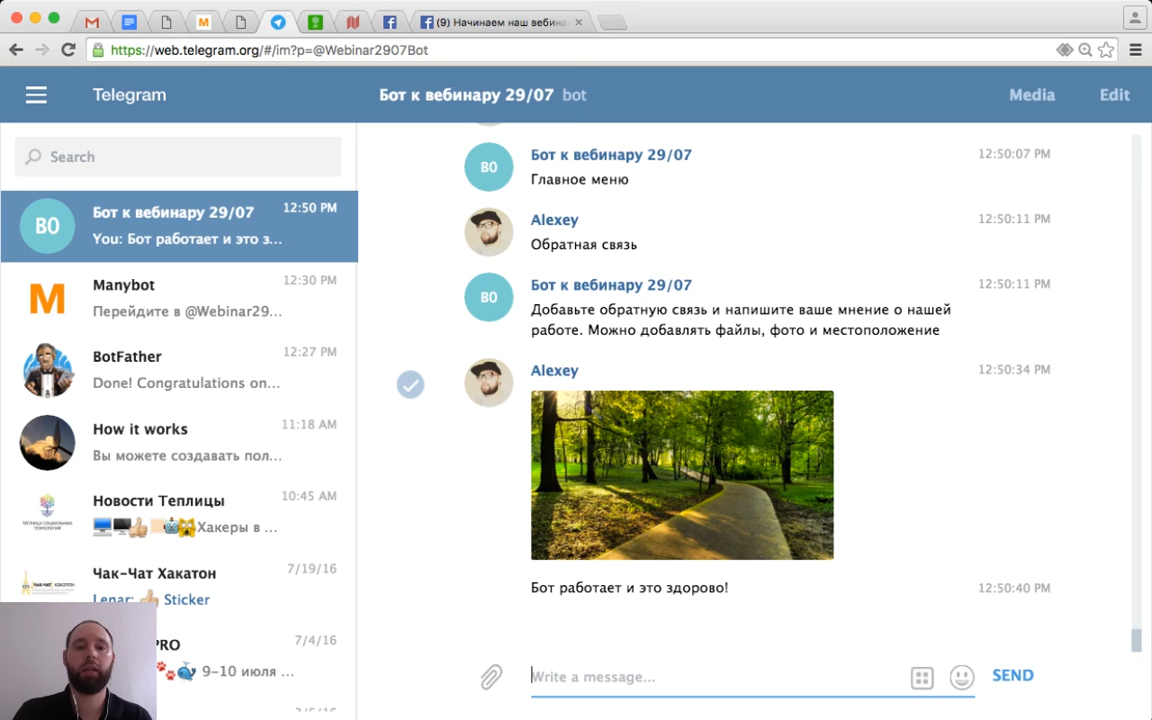 (9) Начинаем наш вебина
https://web.telegram.org/#/im?p=@Webinar2907Bot
Telegram
Бот к вебинару 29/07 bot
Media
Edit
Search
ВО
Бот к вебинару 29/07
12:50 PM
You: Бот работает и это з...
M
Manybot
12:30 PM
Перейдите в @Webinar29...
BotFather
12:27 PM
Done! Congratulations on...
How it works
11:18 AM
Вы можете создавать пол...
Новости Теплицы
10:45 AM
Хакеры в ...
Чак-Чат Хакатон
7/19/16
Lenar: Sticker
PRO
7/4/16
9-10 июля ...
ВО
Бот к вебинару 29/07
12:50:07 PM
Главное меню
Alexey
12:50:11 PM
Обратная связь
ВО
Бот к вебинару 29/07
12:50:11 PM
Добавьте обратную связь и напишите ваше мнение о нашей
работе. Можно добавлять файлы, фото и местоположение
Alexey
12:50:34 PM
Бот работает и это здорово!
12:50:40 PM
Write a message...
SEND